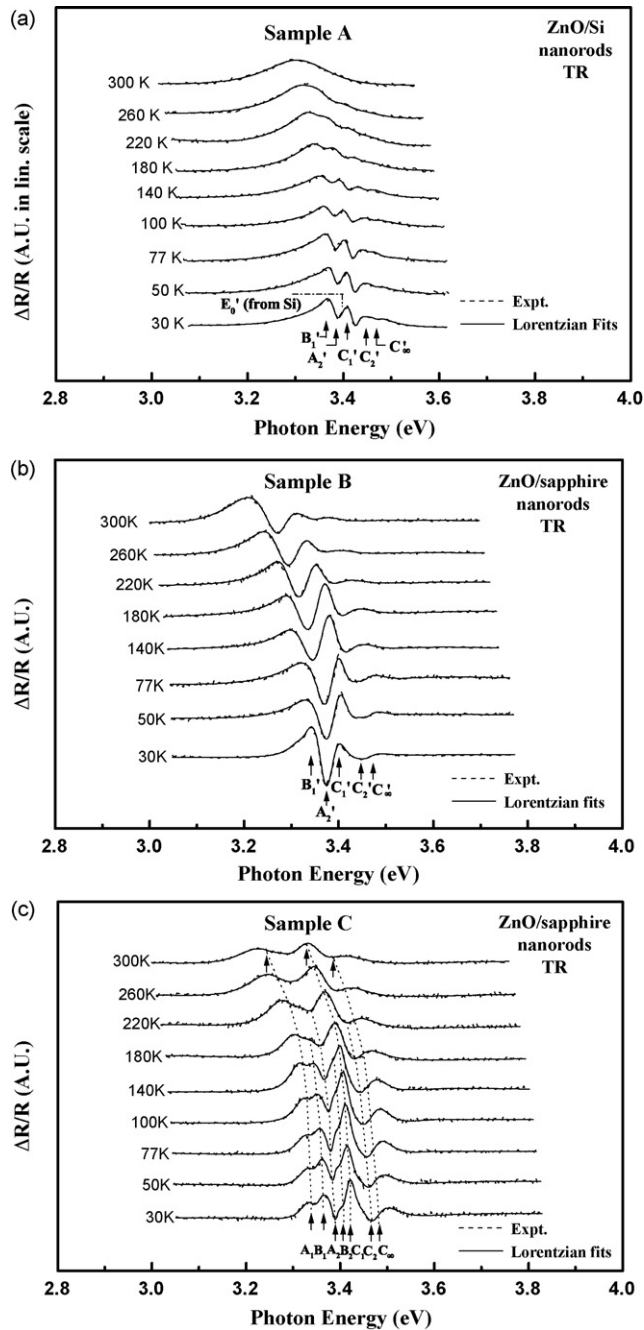 (a)
Sample A
ZnO/Si
nanorods
TR
300 K
260 K
220 K
180 K
140 K
100 K
77 K
50 K
30 K
E₀' (from Si)
B₁'
A₂'
C₁'
C₂'
C'∞
Expt.
Lorentzian Fits
ΔR/R (A.U. in lin. scale)
2.8 3.0 3.2 3.4 3.6 3.8 4.0
Photon Energy (eV)
(b)
Sample B
ZnO/sapphire
nanorods
TR
300K
260K
220K
180K
140K
77K
50K
30K
B₁'
A₂'
C₁'
C₂'
C'∞
Expt.
Lorentzian fits
ΔR/R (A.U.)
2.8 3.0 3.2 3.4 3.6 3.8 4.0
Photon Energy (eV)
(c)
Sample C
ZnO/sapphire
nanorods
TR
300K
260K
220K
180K
140K
100K
77K
50K
30K
A₁B₁A₂B₂C₁C₂C∞
Expt.
Lorentzian fits
ΔR/R (A.U.)
2.8 3.0 3.2 3.4 3.6 3.8 4.0
Photon Energy (eV)